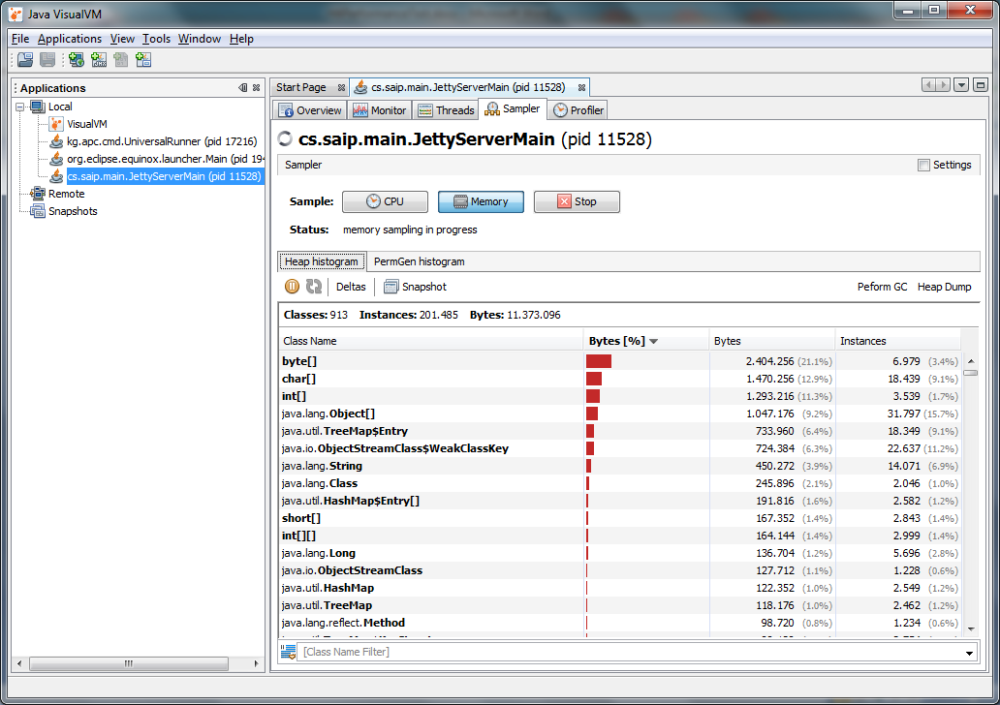 Java VisualVM
File Applications View Tools Window Help
Applications
Local
VisualVM
kg.apc.cmd.UniversalRunner (pid 17216)
org.eclipse.equinox.launcher.Main (pid 194
cs.saip.main.JettyServerMain (pid 11528)
Remote
Snapshots
Start Page cs.saip.main.JettyServerMain (pid 11528)
Overview Monitor Threads Sampler Profiler
cs.saip.main.JettyServerMain (pid 11528)
Sampler Settings
Sample: CPU Memory Stop
Status: memory sampling in progress
Heap histogram PermGen histogram
Deltas Snapshot Peform GC Heap Dump
Classes: 913 Instances: 201.485 Bytes: 11.373.096
Class Name Bytes [%] Bytes Instances
byte[] 2.404.256 (21.1%) 6.979 (3.4%)
char[] 1.470.256 (12.9%) 18.439 (9.1%)
int[] 1.293.216 (11.3%) 3.539 (1.7%)
java.lang.Object[] 1.047.176 (9.2%) 31.797 (15.7%)
java.util.TreeMap$Entry 733.960 (6.4%) 18.349 (9.1%)
java.io.ObjectStreamClass$WeakClassKey 724.384 (6.3%) 22.637 (11.2%)
java.lang.String 450.272 (3.9%) 14.071 (6.9%)
java.lang.Class 245.896 (2.1%) 2.046 (1.0%)
java.util.HashMap$Entry[] 191.816 (1.6%) 2.582 (1.2%)
short[] 167.352 (1.4%) 2.843 (1.4%)
int[][] 164.144 (1.4%) 2.999 (1.4%)
java.lang.Long 136.704 (1.2%) 5.696 (2.8%)
java.io.ObjectStreamClass 127.712 (1.1%) 1.228 (0.6%)
java.util.HashMap 122.352 (1.0%) 2.549 (1.2%)
java.util.TreeMap 118.176 (1.0%) 2.462 (1.2%)
java.lang.reflect.Method 98.720 (0.8%) 1.234 (0.6%)
[Class Name Filter]